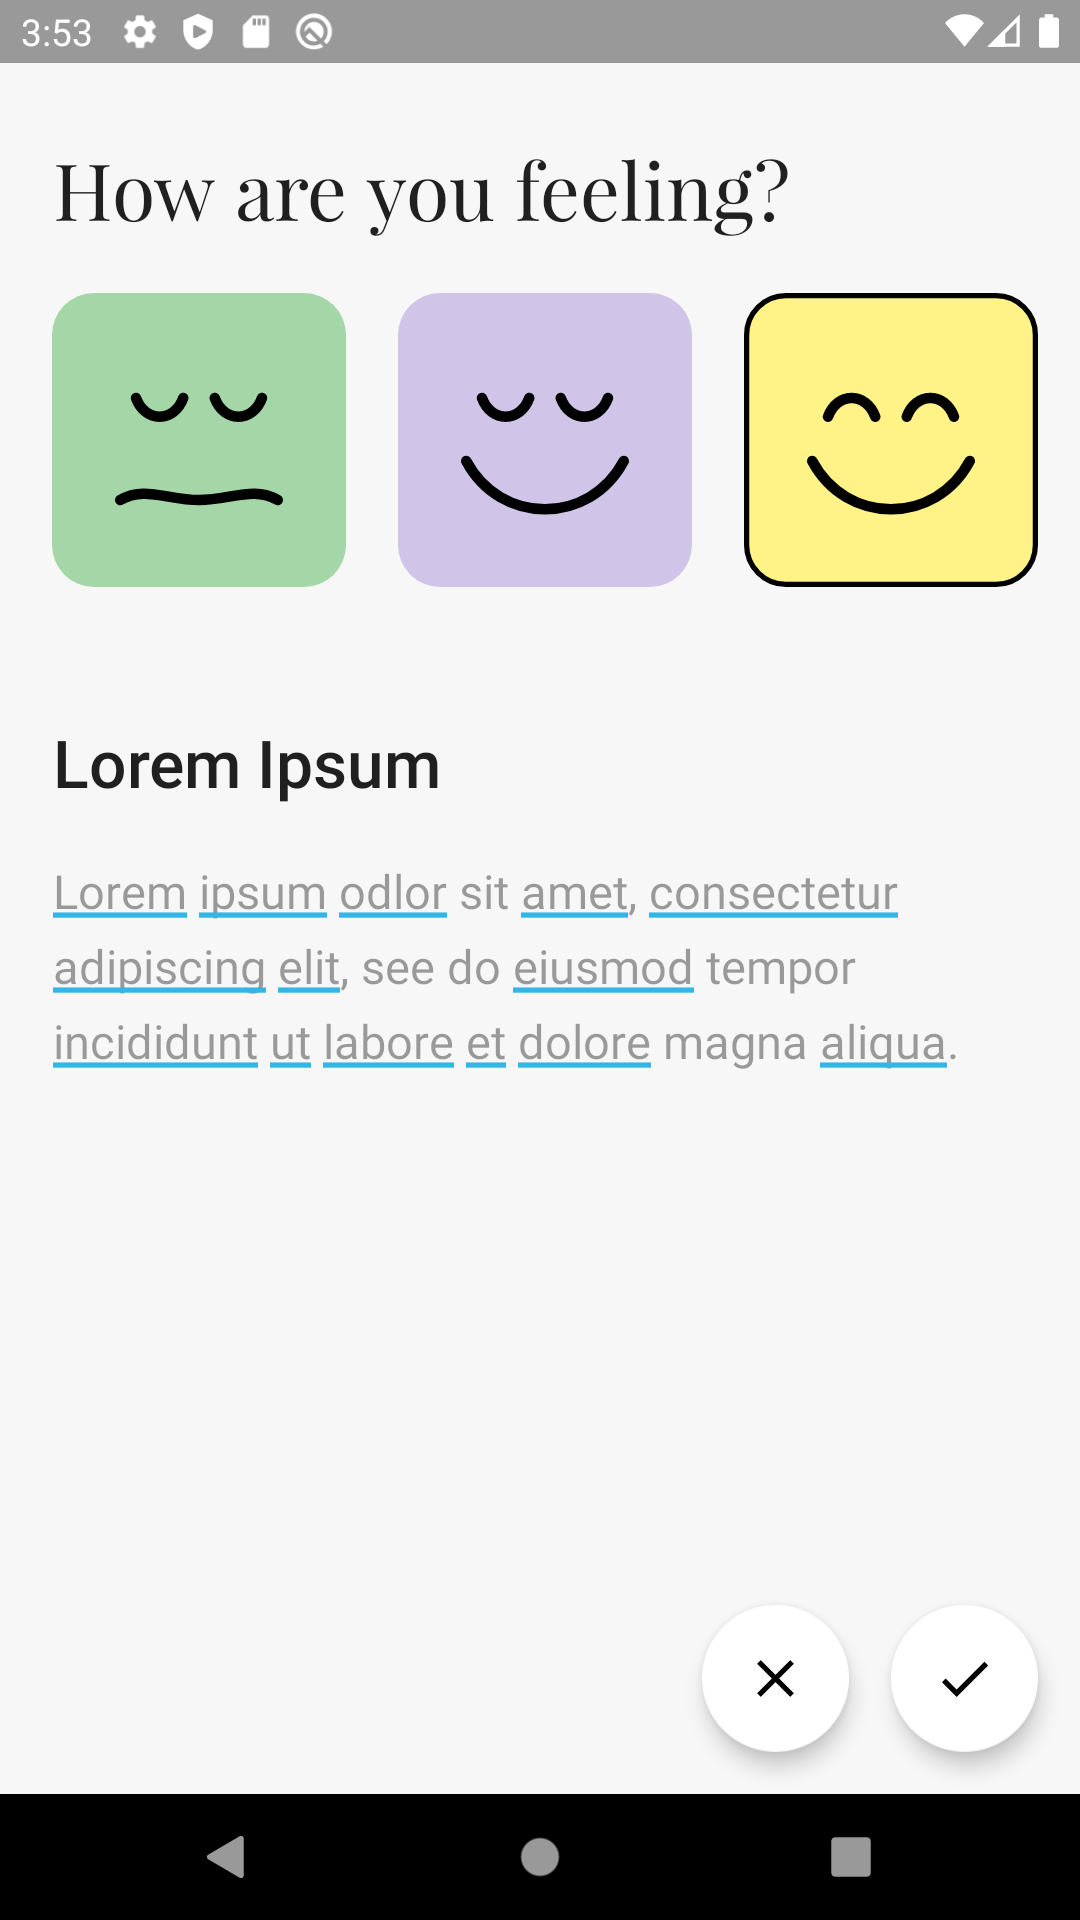 3:53
How are you feeling?
Lorem Ipsum
Lorem ipsum odlor sit amet, consectetur
adipiscing elit, see do eiusmod tempor
incididunt ut labore et dolore magna aliqua.